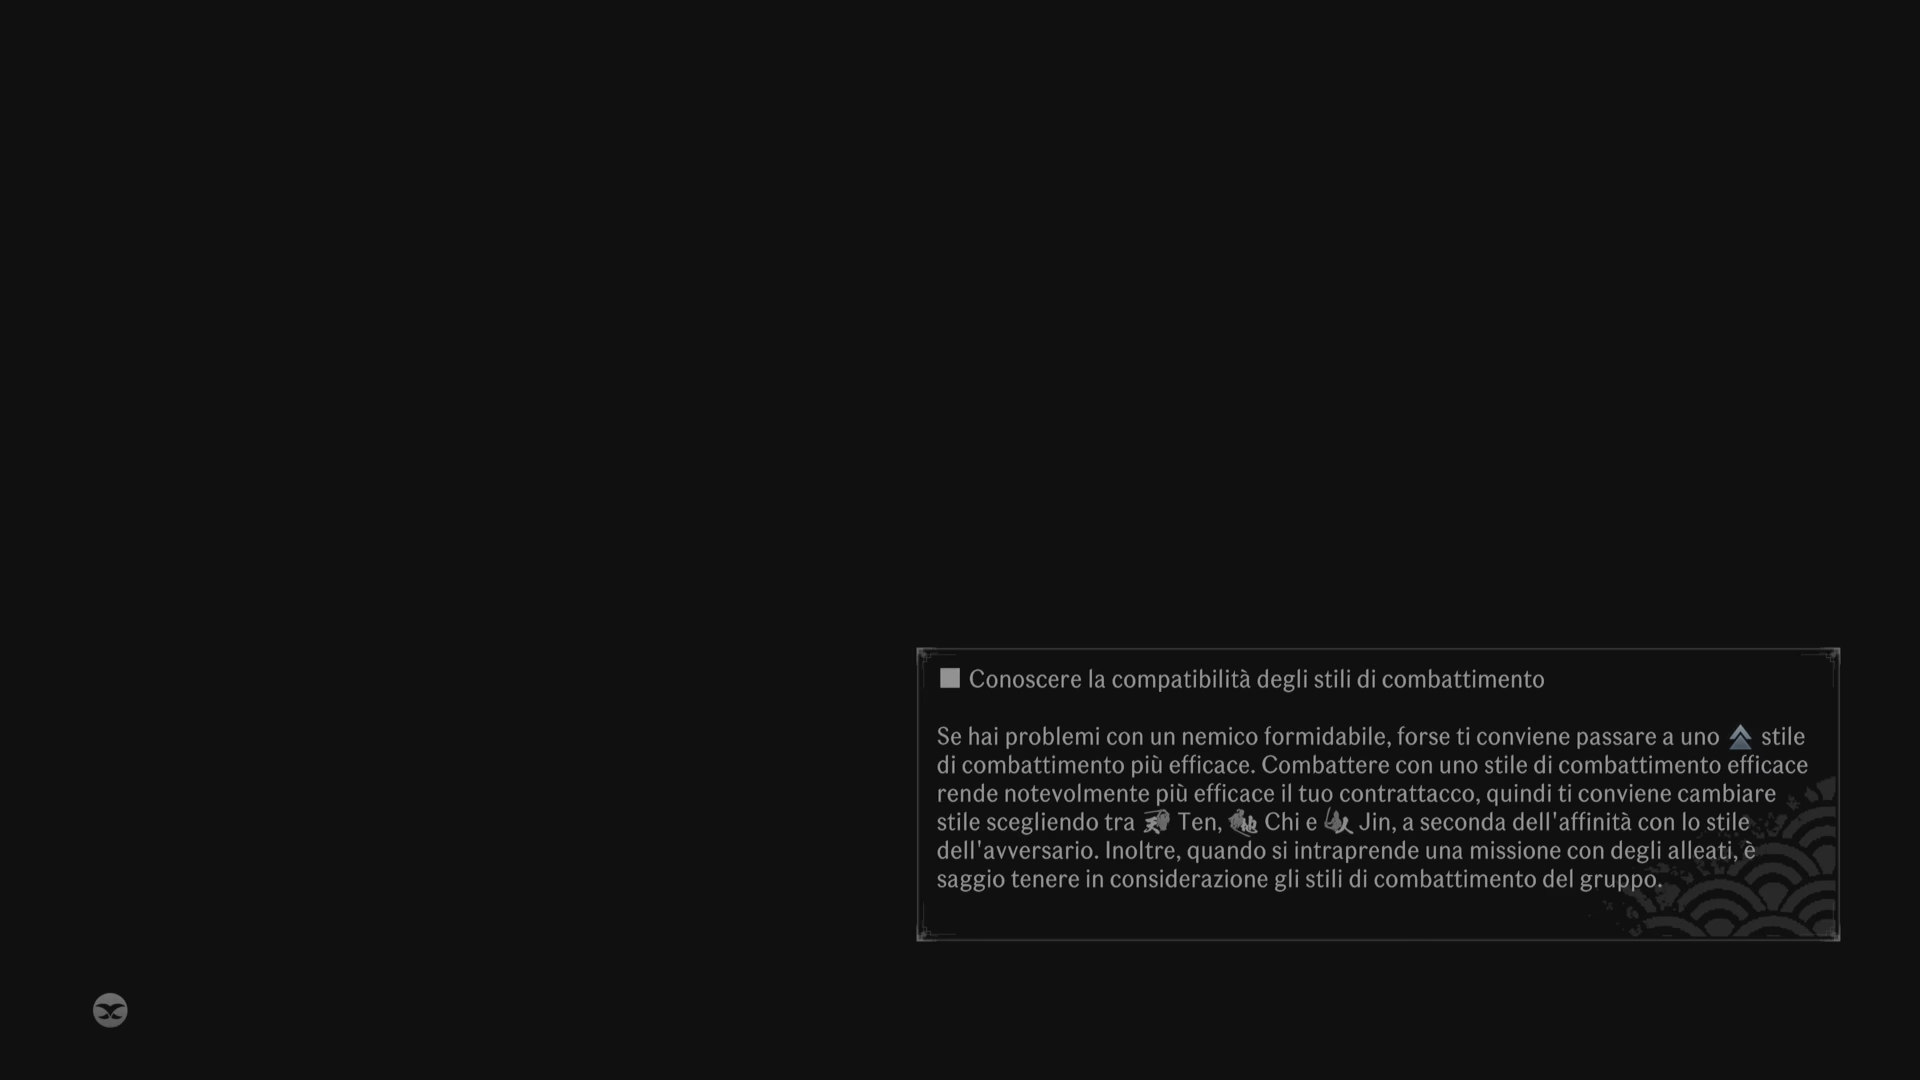 Conoscere la compatibilità degli stili di combattimento
Se hai problemi con un nemico formidabile, forse ti conviene passare a uno stile
di combattimento più efficace. Combattere con uno stile di combattimento efficace
rende notevolmente più efficace il tuo contrattacco, quindi ti conviene cambiare
stile scegliendo tra 天 Ten, 地 Chi e 人 Jin, a seconda dell'affinità con lo stile
dell'avversario. Inoltre, quando si intraprende una missione con degli alleati, è
saggio tenere in considerazione gli stili di combattimento del gruppo.